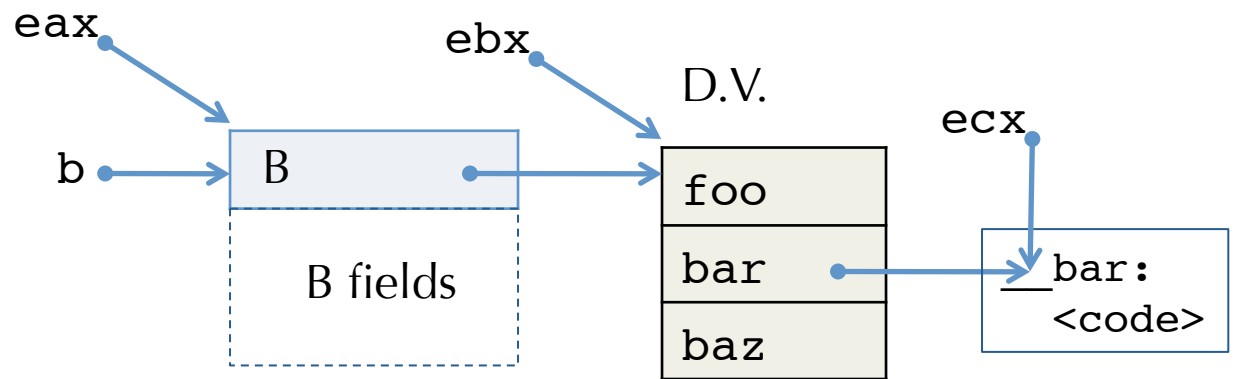 eax
ebx
D.V.
ecx
b
B
foo
B fields
bar
__bar:
<code>
baz